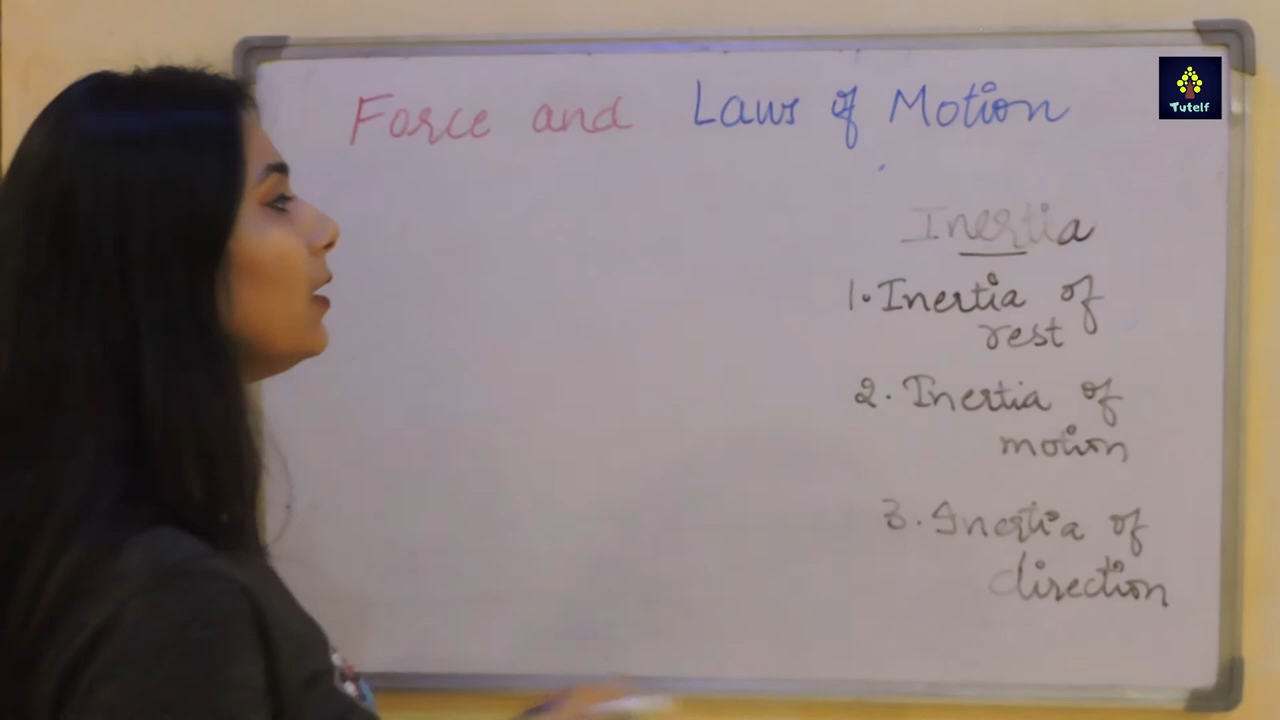 Force and Laws of Motion
Tutelf
Inertia
1. Inertia of
rest
2. Inertia of
motion
3. Inertia of
direction